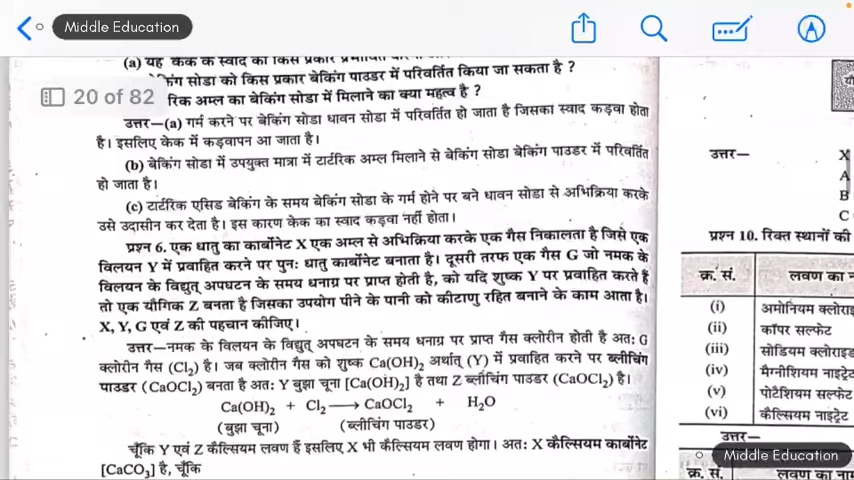 Middle Education
(a) यह केक के स्वाद को किस प्रकार
किंग सोडा को किस प्रकार बेकिंग पाउडर में परिवर्तित किया जा सकता है ?
20 of 82
रिक अम्ल का बेकिंग सोडा में मिलाने का क्या महत्व है ?
उत्तर—(a) गर्म करने पर बेकिंग सोडा धावन सोडा में परिवर्तित हो जाता है जिसका स्वाद कड़वा होता
है। इसलिए केक में कड़वापन आ जाता है।
(b) बेकिंग सोडा में उपयुक्त मात्रा में टार्टरिक अम्ल मिलाने से बेकिंग सोडा बेकिंग पाउडर में परिवर्तित
हो जाता है।
(c) टार्टरिक एसिड बेकिंग के समय बेकिंग सोडा के गर्म होने पर बने धावन सोडा से अभिक्रिया करके
उसे उदासीन कर देता है। इस कारण केक का स्वाद कड़वा नहीं होता।
प्रश्न 6. एक धातु का कार्बोनेट X एक अम्ल से अभिक्रिया करके एक गैस निकालता है जिसे एक
विलयन Y में प्रवाहित करने पर पुनः धातु कार्बोनेट बनाता है। दूसरी तरफ एक गैस G जो नमक के
विलयन के विद्युत् अपघटन के समय धनाग्र पर प्राप्त होती है, को यदि शुष्क Y पर प्रवाहित करते हैं
तो एक यौगिक Z बनता है जिसका उपयोग पीने के पानी को कीटाणु रहित बनाने के काम आता है।
X, Y, G एवं Z की पहचान कीजिए।
उत्तर—नमक के विलयन के विद्युत् अपघटन के समय धनाग्र पर प्राप्त गैस क्लोरीन होती है अतः G
क्लोरीन गैस (Cl₂) है। जब क्लोरीन गैस को शुष्क Ca(OH)₂ अर्थात् (Y) में प्रवाहित करने पर ब्लीचिंग
पाउडर (CaOCl₂) बनता है अतः Y बुझा चूना [Ca(OH)₂] है तथा Z ब्लीचिंग पाउडर (CaOCl₂) है।
Ca(OH)₂ + Cl₂ ⟶ CaOCl₂ + H₂O
(बुझा चूना) (ब्लीचिंग पाउडर)
चूँकि Y एवं Z कैल्सियम लवण हैं इसलिए X भी कैल्सियम लवण होगा। अतः X कैल्सियम कार्बोनेट
[CaCO₃] है, चूँकि
उत्तर— X
A
B
C
प्रश्न 10. रिक्त स्थानों की
क्र. सं. लवण का न
(i) अमोनियम क्लोराइ
(ii) कॉपर सल्फेट
(iii) सोडियम क्लोराइड
(iv) मैग्नीशियम नाइट्रेट
(v) पोटैशियम सल्फेट
(vi) कैल्सियम नाइट्रेट
उत्तर—
Middle Education
क्र. सं. लवण का नाम